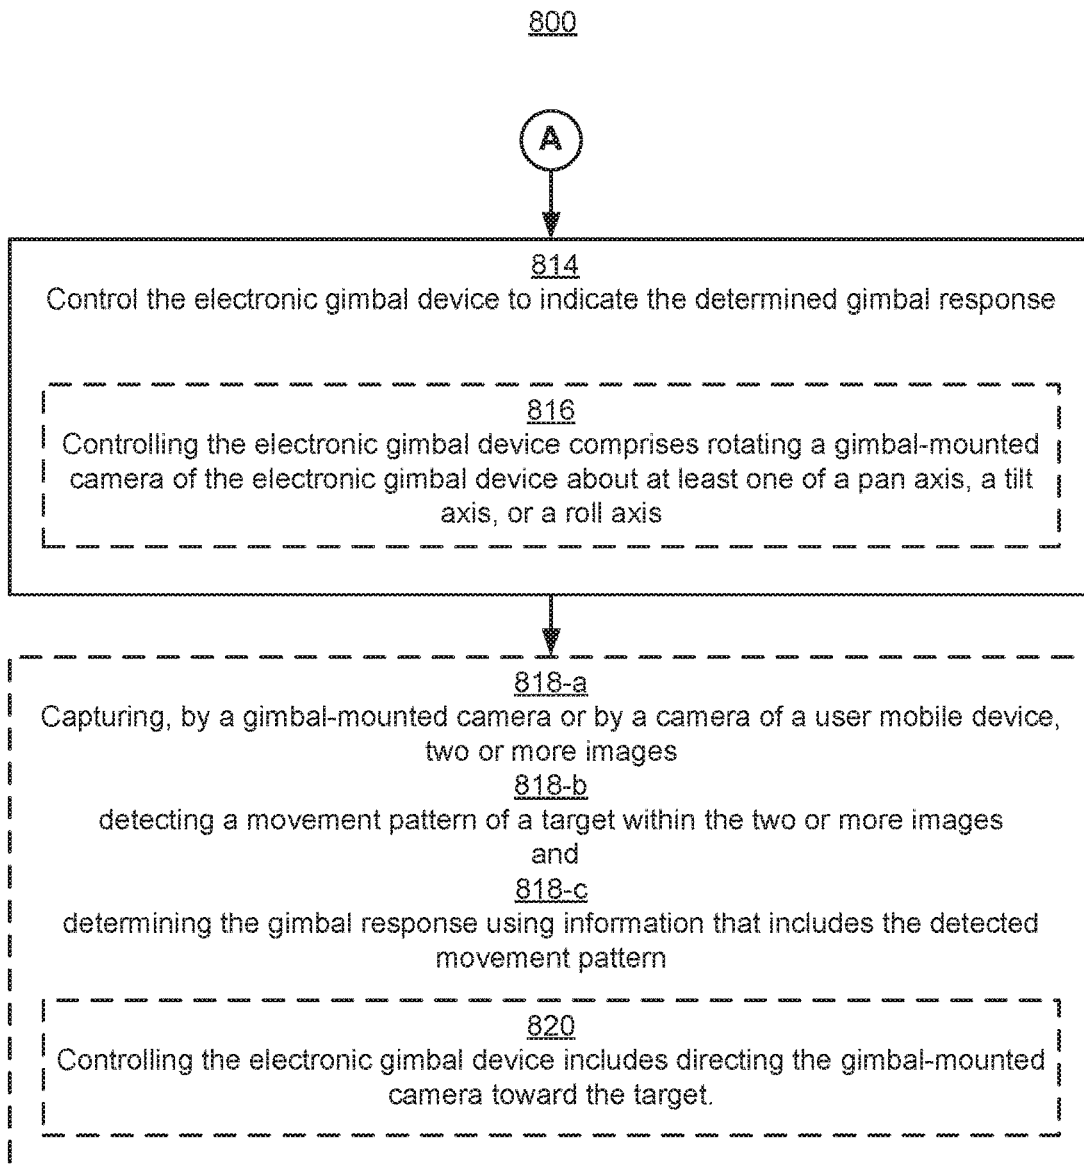 800
A
814
Control the electronic gimbal device to indicate the determined gimbal response
816
Controlling the electronic gimbal device comprises rotating a gimbal-mounted
camera of the electronic gimbal device about at least one of a pan axis, a tilt
axis, or a roll axis
818-a
Capturing, by a gimbal-mounted camera or by a camera of a user mobile device,
two or more images
818-b
detecting a movement pattern of a target within the two or more images
and
818-c
determining the gimbal response using information that includes the detected
movement pattern
820
Controlling the electronic gimbal device includes directing the gimbal-mounted
camera toward the target.